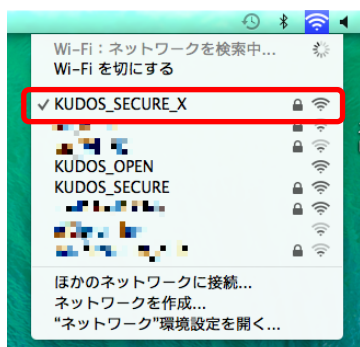 Wi-Fi：ネットワークを検索中...
Wi-Fi を切にする
KUDOS_SECURE_X
KUDOS_OPEN
KUDOS_SECURE
ほかのネットワークに接続...
ネットワークを作成...
“ネットワーク”環境設定を開く...